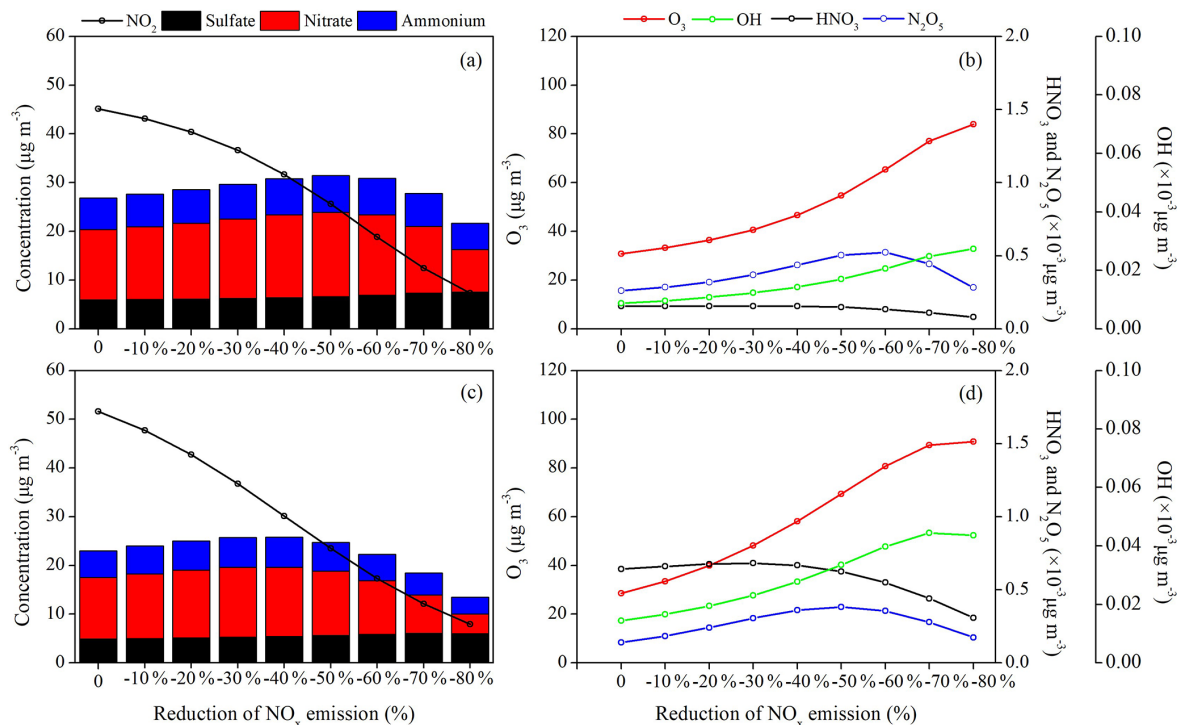 NO₂ Sulfate Nitrate Ammonium
O₃ OH HNO₃ N₂O₅
(a)
60
50
40
30
20
10
0
Concentration (µg m⁻³)
0 -10 % -20 % -30 % -40 % -50 % -60 % -70 % -80 %
(b)
120
100
80
60
40
20
0
O₃ (µg m⁻³)
2.0
1.5
1.0
0.5
0.0
HNO₃ and N₂O₅ (×10⁻³ µg m⁻³)
0.10
0.08
0.06
0.04
0.02
0.00
OH (×10⁻³ µg m⁻³)
0 -10 % -20 % -30 % -40 % -50 % -60 % -70 % -80 %
(c)
60
50
40
30
20
10
0
Concentration (µg m⁻³)
0 -10 % -20 % -30 % -40 % -50 % -60 % -70 % -80 %
Reduction of NOₓ emission (%)
(d)
120
100
80
60
40
20
0
O₃ (µg m⁻³)
2.0
1.5
1.0
0.5
0.0
HNO₃ and N₂O₅ (×10⁻³ µg m⁻³)
0.10
0.08
0.06
0.04
0.02
0.00
OH (×10⁻³ µg m⁻³)
0 -10 % -20 % -30 % -40 % -50 % -60 % -70 % -80 %
Reduction of NOₓ emission (%)